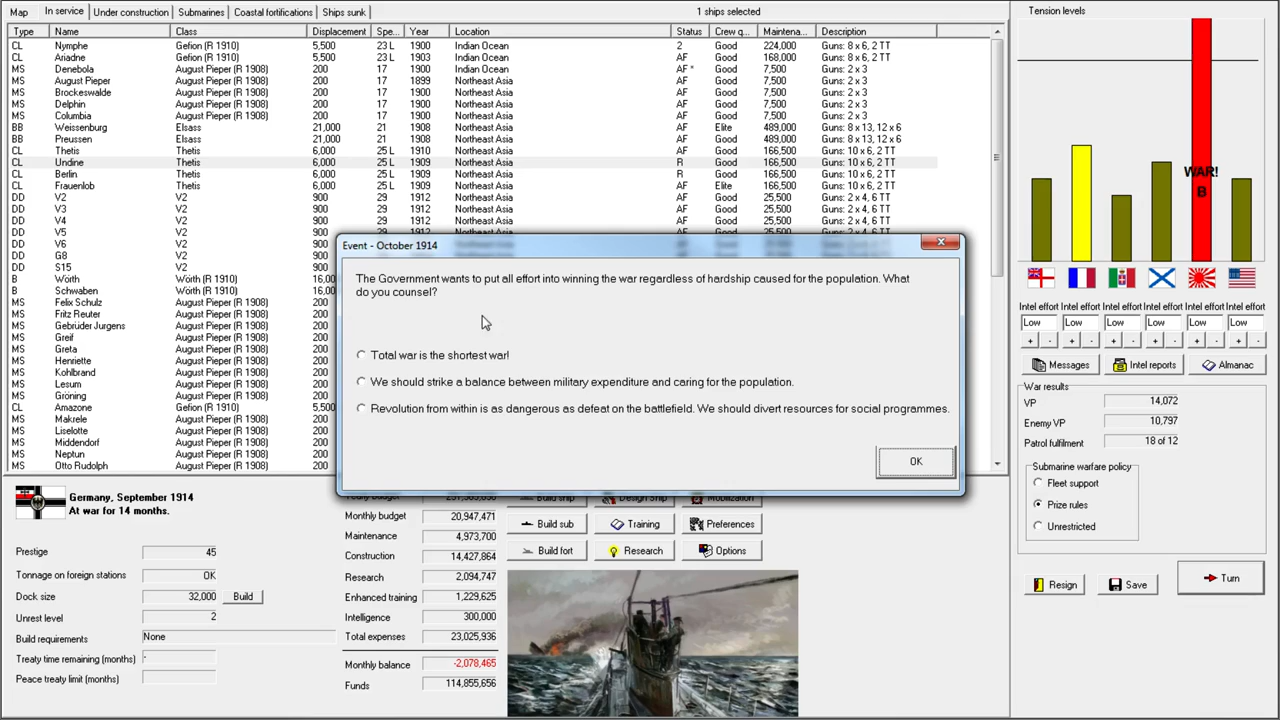 Map In service Under construction Submarines Coastal fortifications Ships sunk 1 ships selected
Type Name Class Displacement Spe... Year Location Status Crew q... Maintena... Description
CL Nymphe Gefion (R 1910) 5,500 23 L 1900 Indian Ocean 2 Good 224,000 Guns: 8 x 6, 2 TT
CL Ariadne Gefion (R 1910) 5,500 23 L 1903 Indian Ocean AF Good 168,000 Guns: 8 x 6, 2 TT
MS Denebola August Pieper (R 1908) 200 17 1900 Indian Ocean AF * Good 7,500 Guns: 2 x 3
MS August Pieper August Pieper (R 1908) 200 17 1899 Northeast Asia AF Good 7,500 Guns: 2 x 3
MS Brockeswalde August Pieper (R 1908) 200 17 1900 Northeast Asia AF Good 7,500 Guns: 2 x 3
MS Delphin August Pieper (R 1908) 200 17 1900 Northeast Asia AF Good 7,500 Guns: 2 x 3
MS Columbia August Pieper (R 1908) 200 17 1900 Northeast Asia AF Good 7,500 Guns: 2 x 3
BB Weissenburg Elsass 21,000 21 1908 Northeast Asia AF Elite 489,000 Guns: 8 x 13, 12 x 6
BB Preussen Elsass 21,000 21 1908 Northeast Asia AF Good 489,000 Guns: 8 x 13, 12 x 6
CL Thetis Thetis 6,000 25 L 1910 Northeast Asia AF Good 166,500 Guns: 10 x 6, 2 TT
CL Undine Thetis 6,000 25 L 1909 Northeast Asia R Good 166,500 Guns: 10 x 6, 2 TT
CL Berlin Thetis 6,000 25 L 1909 Northeast Asia R Good 166,500 Guns: 10 x 6, 2 TT
CL Frauenlob Thetis 6,000 25 L 1909 Northeast Asia AF Elite 166,500 Guns: 10 x 6, 2 TT
DD V2 V2 900 29 1912 Northeast Asia AF Good 25,500 Guns: 2 x 4, 6 TT
DD V3 V2 900 29 1912 Northeast Asia AF Good 25,500 Guns: 2 x 4, 6 TT
DD V4 V2 900 29 1912 Northeast Asia AF Good 25,500 Guns: 2 x 4, 6 TT
DD V5 V2 900 29 1912 Northeast Asia AF Good 25,500 Guns: 2 x 4, 6 TT
DD V6 V2 900
DD G8 V2 900
DD S15 V2 900
B Wörth Wörth (R 1910) 16,000
B Schwaben Wörth (R 1910) 16,000
MS Felix Schulz August Pieper (R 1908) 200
MS Fritz Reuter August Pieper (R 1908) 200
MS Gebrüder Jurgens August Pieper (R 1908) 200
MS Greif August Pieper (R 1908) 200
MS Greta August Pieper (R 1908) 200
MS Henriette August Pieper (R 1908) 200
MS Kohlbrand August Pieper (R 1908) 200
MS Lesum August Pieper (R 1908) 200
MS Gröning August Pieper (R 1908) 200
CL Amazone Gefion (R 1910) 5,500
MS Makrele August Pieper (R 1908) 200
MS Liselotte August Pieper (R 1908) 200
MS Middendorf August Pieper (R 1908) 200
MS Neptun August Pieper (R 1908) 200
MS Otto Rudolph August Pieper (R 1908) 200
Event - October 1914
The Government wants to put all effort into winning the war regardless of hardship caused for the population. What
do you counsel?
Total war is the shortest war!
We should strike a balance between military expenditure and caring for the population.
Revolution from within is as dangerous as defeat on the battlefield. We should divert resources for social programmes.
OK
Tension levels
WAR!
B
Intel effort Intel effort Intel effort Intel effort Intel effort Intel effort
Low Low Low Low Low Low
+ - + - + - + - + - + -
Messages Intel reports Almanac
War results
VP 14,072
Enemy VP 10,797
Patrol fulfilment 18 of 12
Submarine warfare policy
Fleet support
Prize rules
Unrestricted
Resign Save Turn
Germany, September 1914
At war for 14 months.
Prestige 45
Tonnage on foreign stations OK
Dock size 32,000 Build
Unrest level 2
Build requirements None
Treaty time remaining (months) -
Peace treaty limit (months)
Monthly budget 20,947,471
Maintenance 4,973,700
Construction 14,427,864
Research 2,094,747
Enhanced training 1,229,625
Intelligence 300,000
Total expenses 23,025,936
Monthly balance -2,078,465
Funds 114,855,656
Build ship Design Ship Mobilization
Build sub Training Preferences
Build fort Research Options